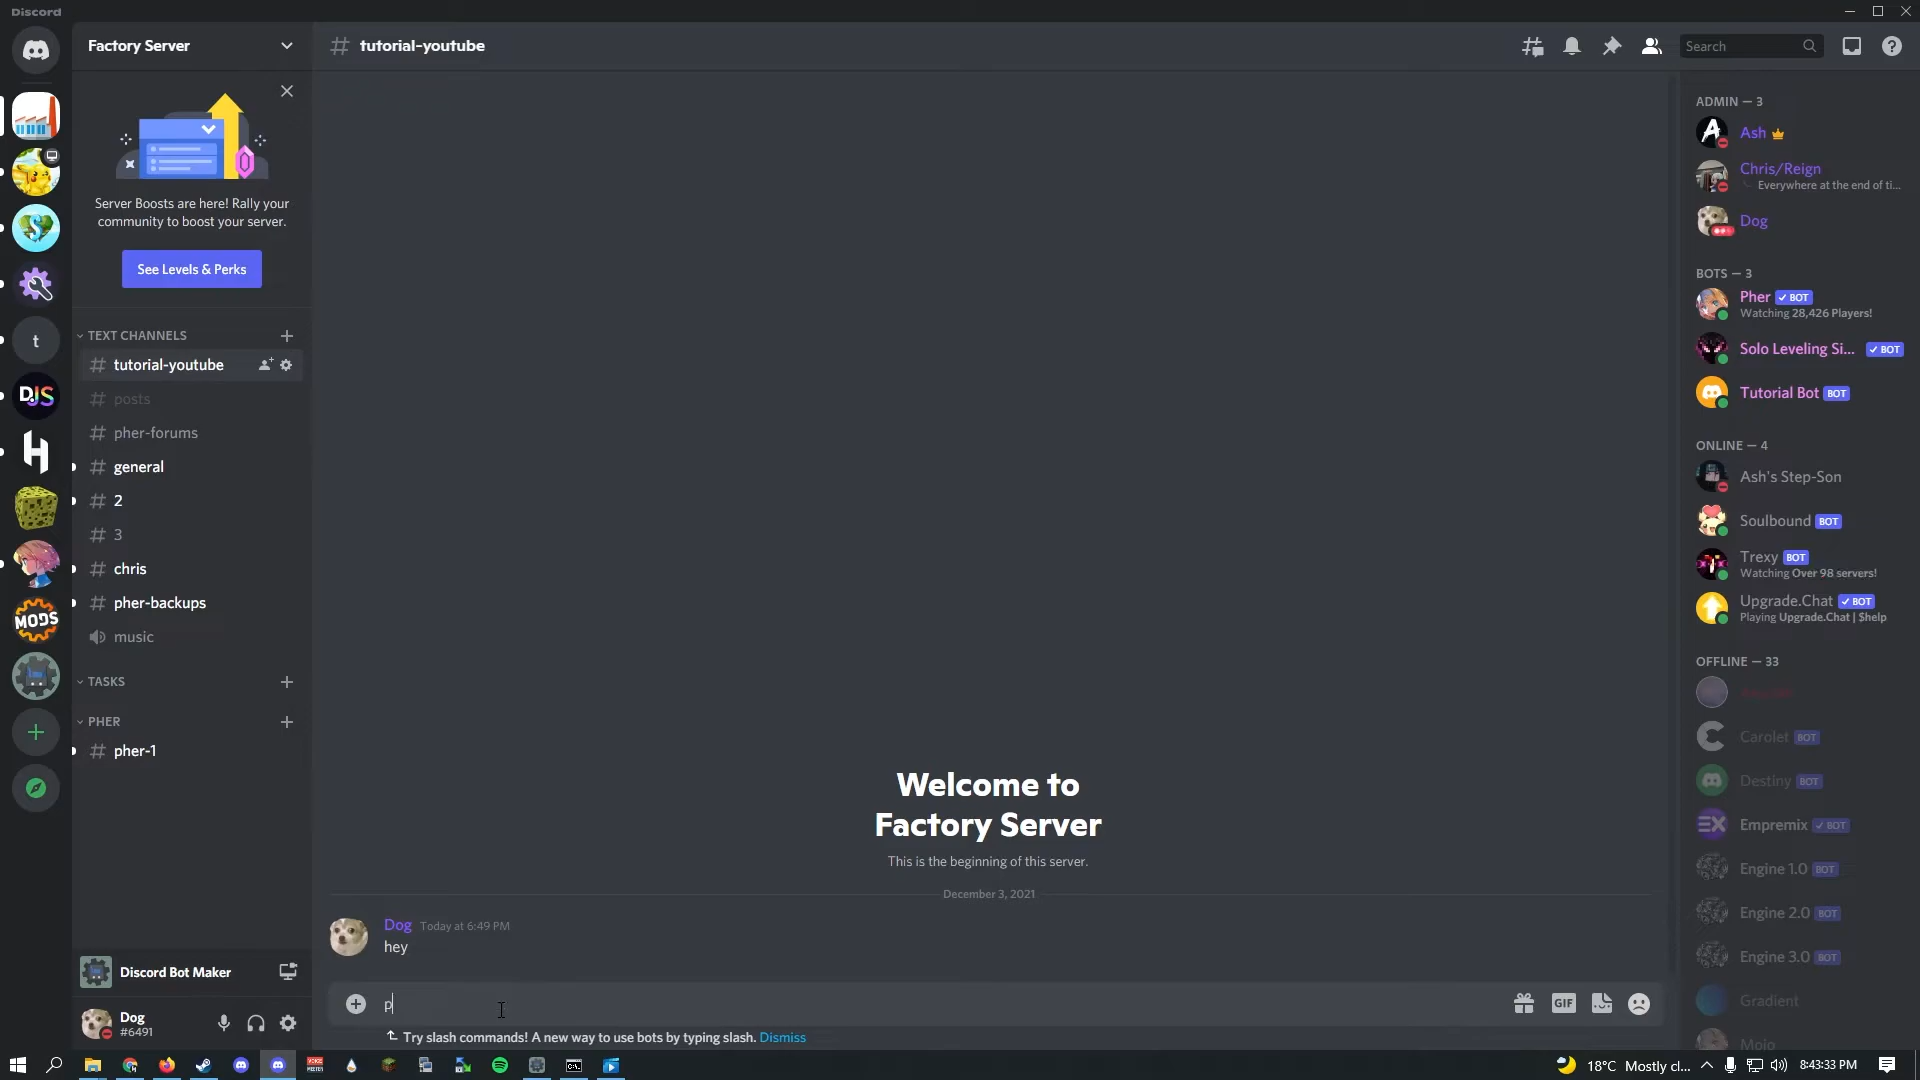 Discord
Factory Server
Server Boosts are here! Rally your
community to boost your server.
See Levels & Perks
TEXT CHANNELS
tutorial-youtube
posts
pher-forums
general
2
3
chris
pher-backups
music
TASKS
PHER
pher-1
Discord Bot Maker
Dog
#6491
t
DJS
H
MODS
tutorial-youtube
Search
Welcome to
Factory Server
This is the beginning of this server.
December 3, 2021
Dog Today at 6:49 PM
hey
p
GIF
Try slash commands! A new way to use bots by typing slash. Dismiss
ADMIN — 3
Ash
Chris/Reign
Everywhere at the end of ti...
Dog
BOTS — 3
Pher BOT
Watching 28,426 Players!
Solo Leveling Si... BOT
Tutorial Bot BOT
ONLINE — 4
Ash's Step-Son
Soulbound BOT
Trexy BOT
Watching Over 98 servers!
Upgrade.Chat BOT
Playing Upgrade.Chat | $help
OFFLINE — 33
Carolet BOT
Destiny BOT
Empremix BOT
Engine 1.0 BOT
Engine 2.0 BOT
Engine 3.0 BOT
Gradient
Mojo
18°C Mostly cl...
8:43:33 PM